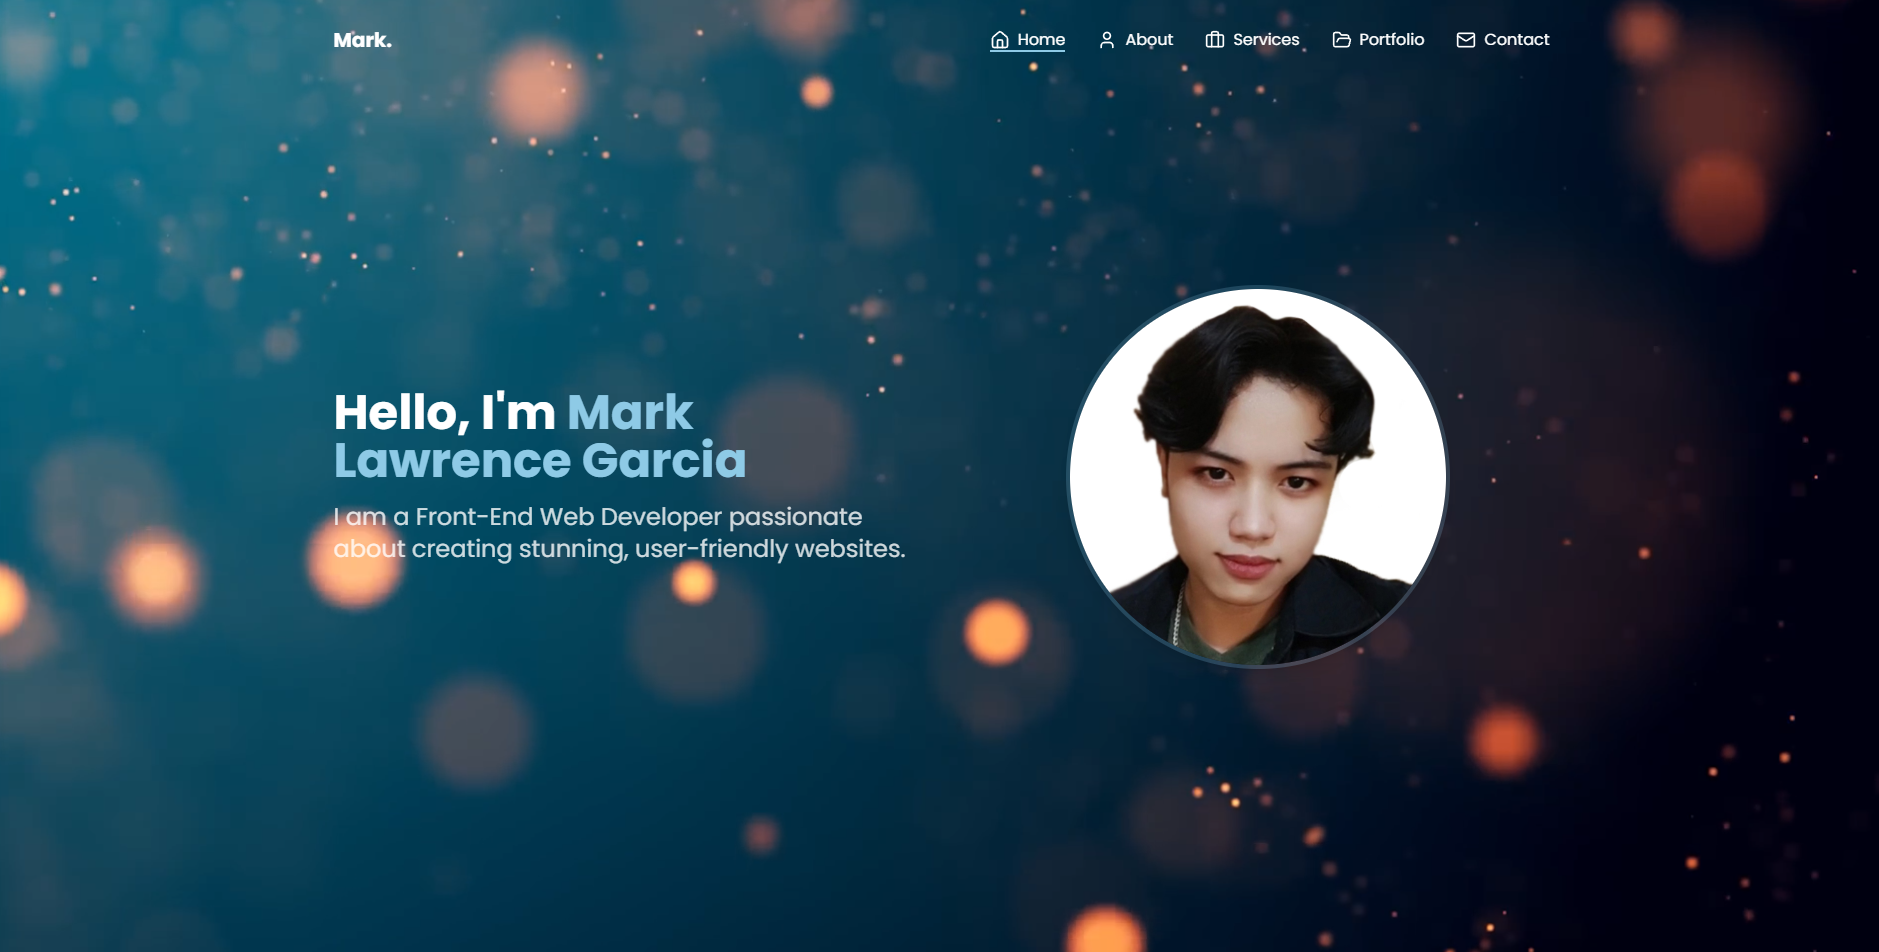 Mark.
Home About Services Portfolio Contact
Hello, I'm Mark
Lawrence Garcia
I am a Front-End Web Developer passionate
about creating stunning, user-friendly websites.